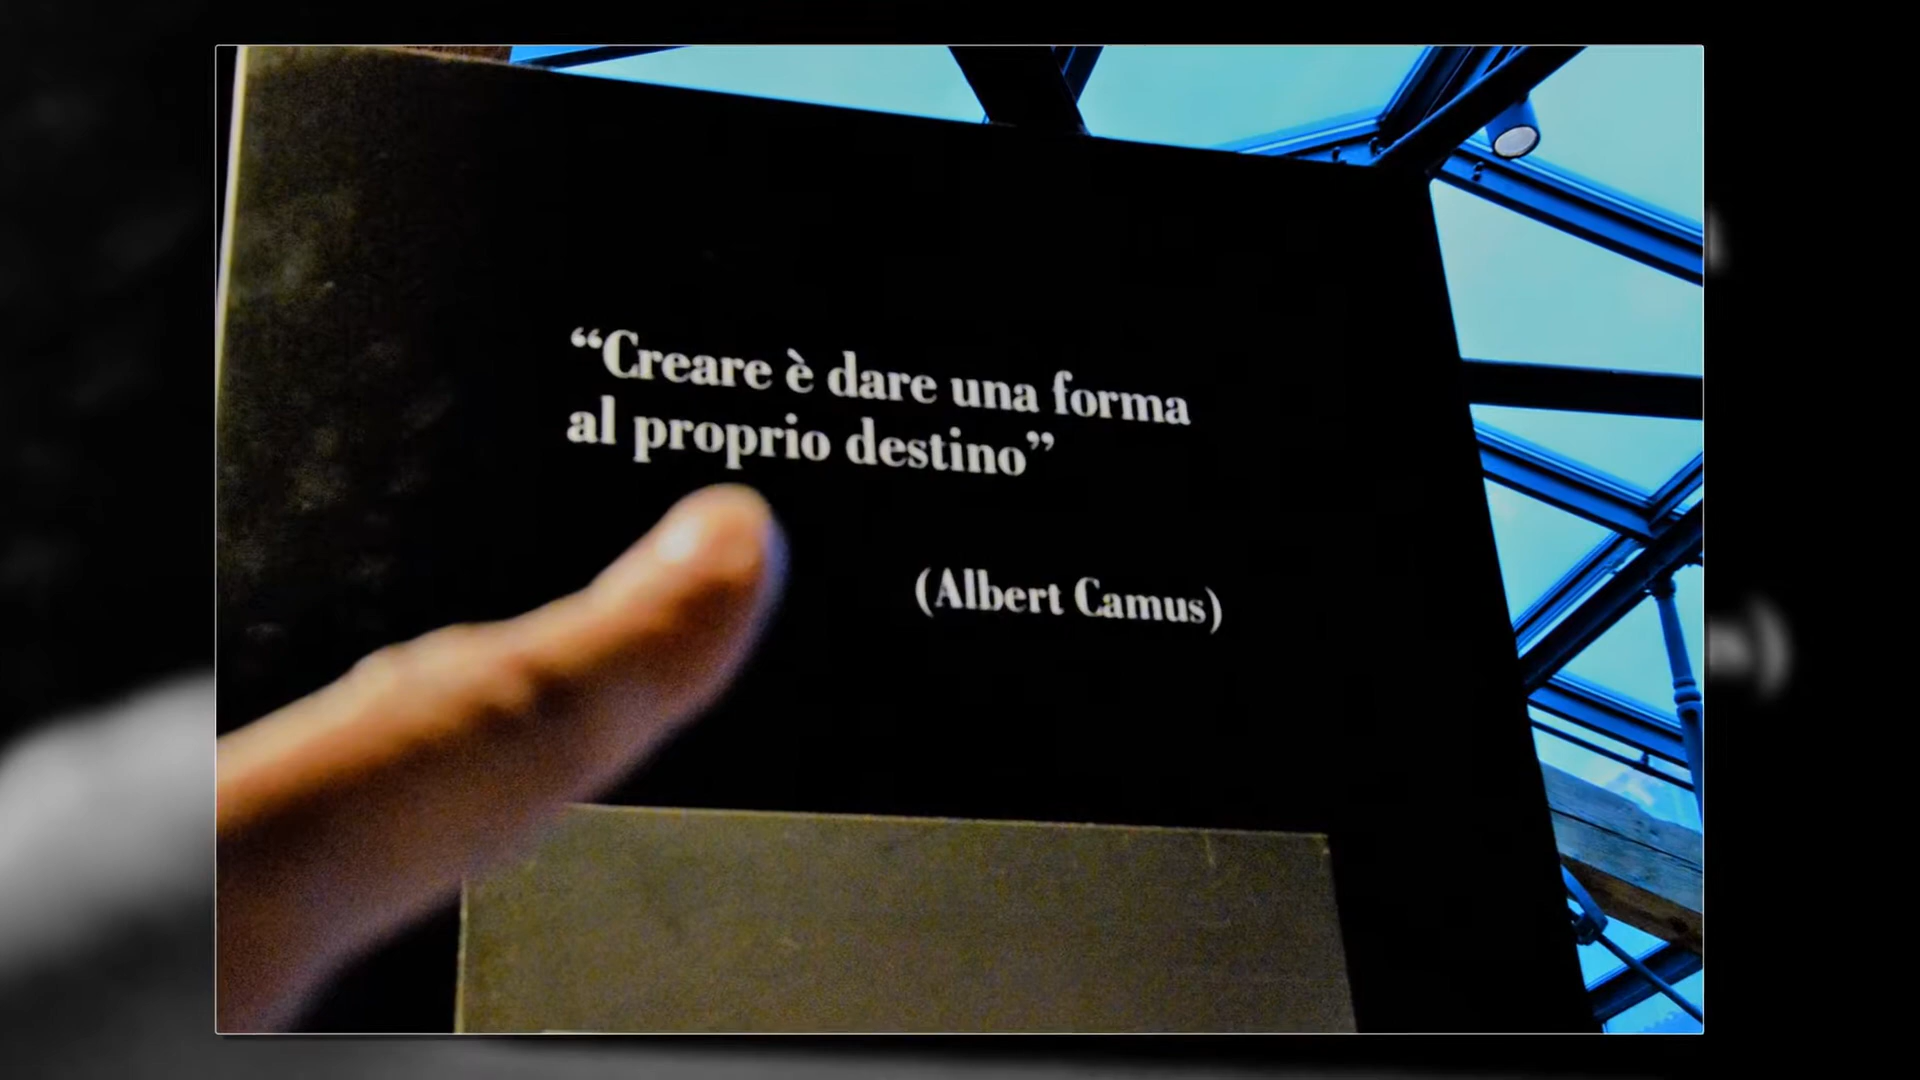 “Creare è dare una forma
al proprio destino”
(Albert Camus)